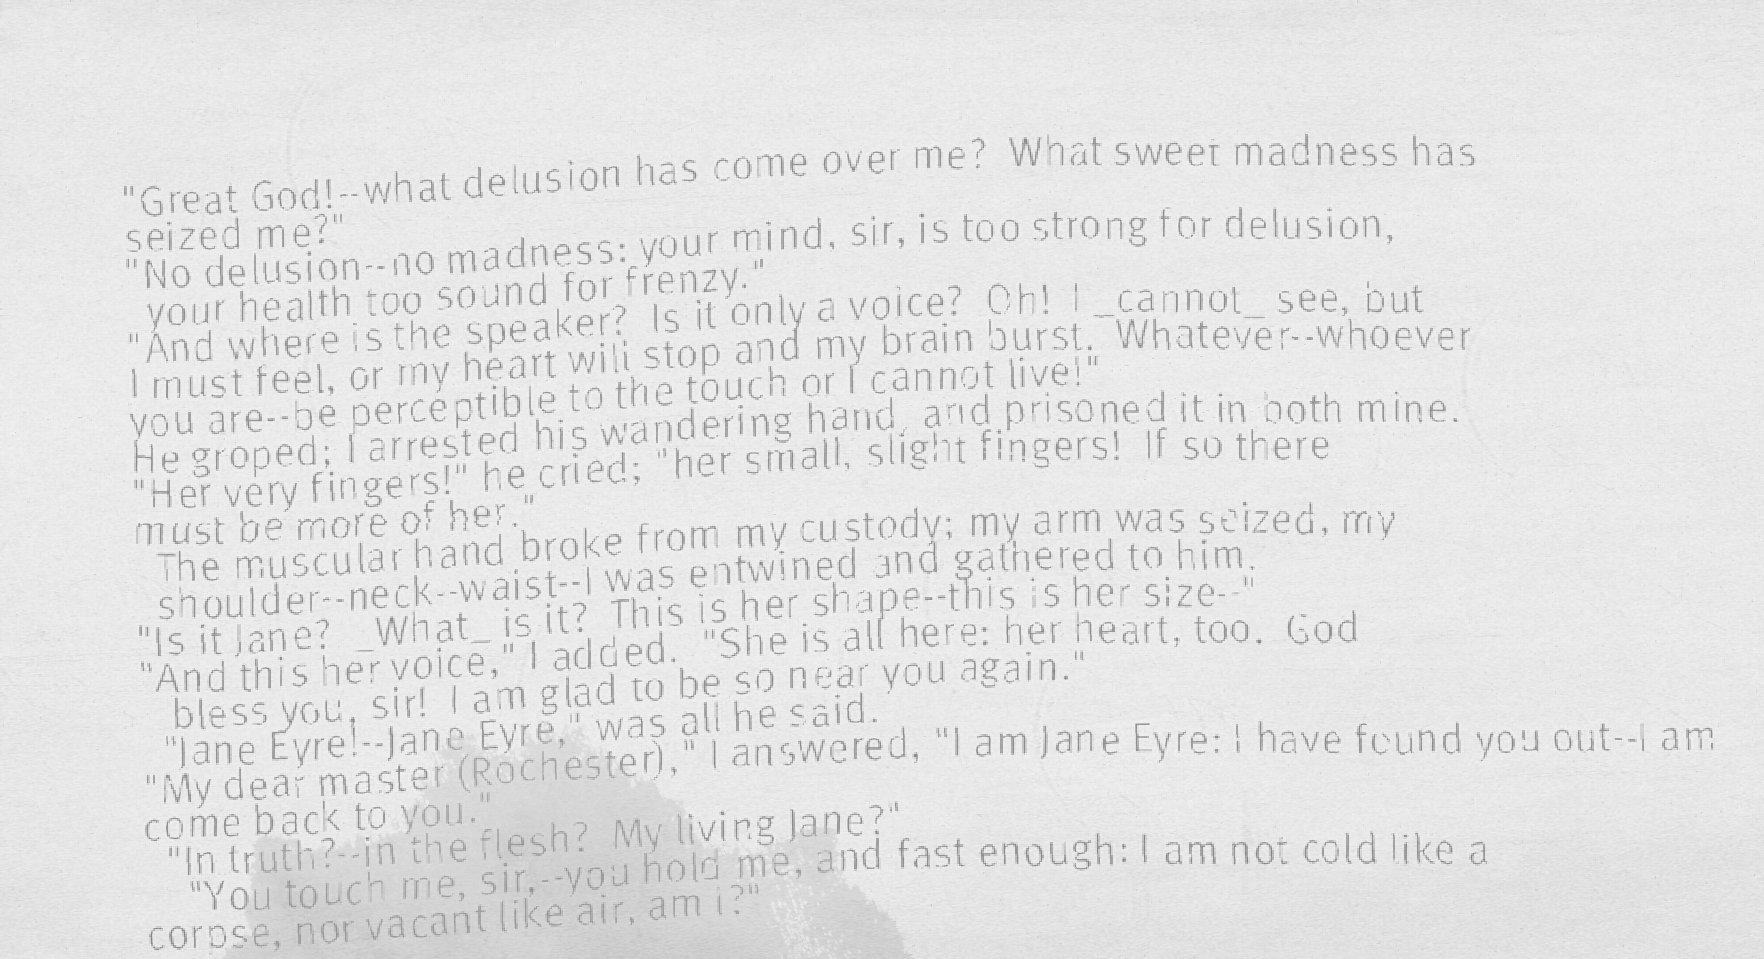 "Great God!--what delusion has come over me?  What sweet madness has
seized me?"
"No delusion--no madness: your mind, sir, is too strong for delusion,
your health too sound for frenzy."
"And where is the speaker?  Is it only a voice?  Oh! I _cannot_ see, but
I must feel, or my heart will stop and my brain burst.  Whatever--whoever
you are--be perceptible to the touch or I cannot live!"
He groped; I arrested his wandering hand, and prisoned it in both mine.
"Her very fingers!" he cried; "her small, slight fingers!  If so there
must be more of her."
The muscular hand broke from my custody; my arm was seized, my
shoulder--neck--waist--I was entwined and gathered to him.
"Is it Jane?  _What_ is it?  This is her shape--this is her size--"
"And this her voice," I added.  "She is all here: her heart, too.  God
bless you, sir!  I am glad to be so near you again."
"Jane Eyre!--Jane Eyre," was all he said.
"My dear master (Rochester)," I answered, "I am Jane Eyre: I have found you out--I am
come back to you."
"In truth?--in the flesh?  My living Jane?"
"You touch me, sir,--you hold me, and fast enough: I am not cold like a
corpse, nor vacant like air, am I?"